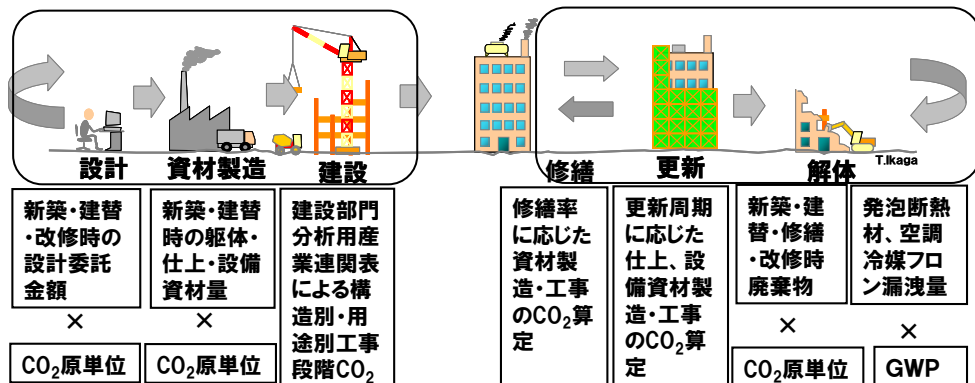 設計
資材製造
建設
修繕
更新
解体
T.Ikaga
新築・建替
・改修時の
設計委託
金額
×
CO₂原単位
新築・建替
時の躯体・
仕上・設備
資材量
×
CO₂原単位
建設部門
分析用産
業連関表
による構
造別・用
途別工事
段階CO₂
修繕率
に応じた
資材製
造・工事
のCO₂算
定
更新周期
に応じた
仕上、設
備資材製
造・工事
のCO₂算
定
新築・建
替・修繕
・改修時
廃棄物
×
CO₂原単位
発泡断熱
材、空調
冷媒フロ
ン漏洩量
×
GWP